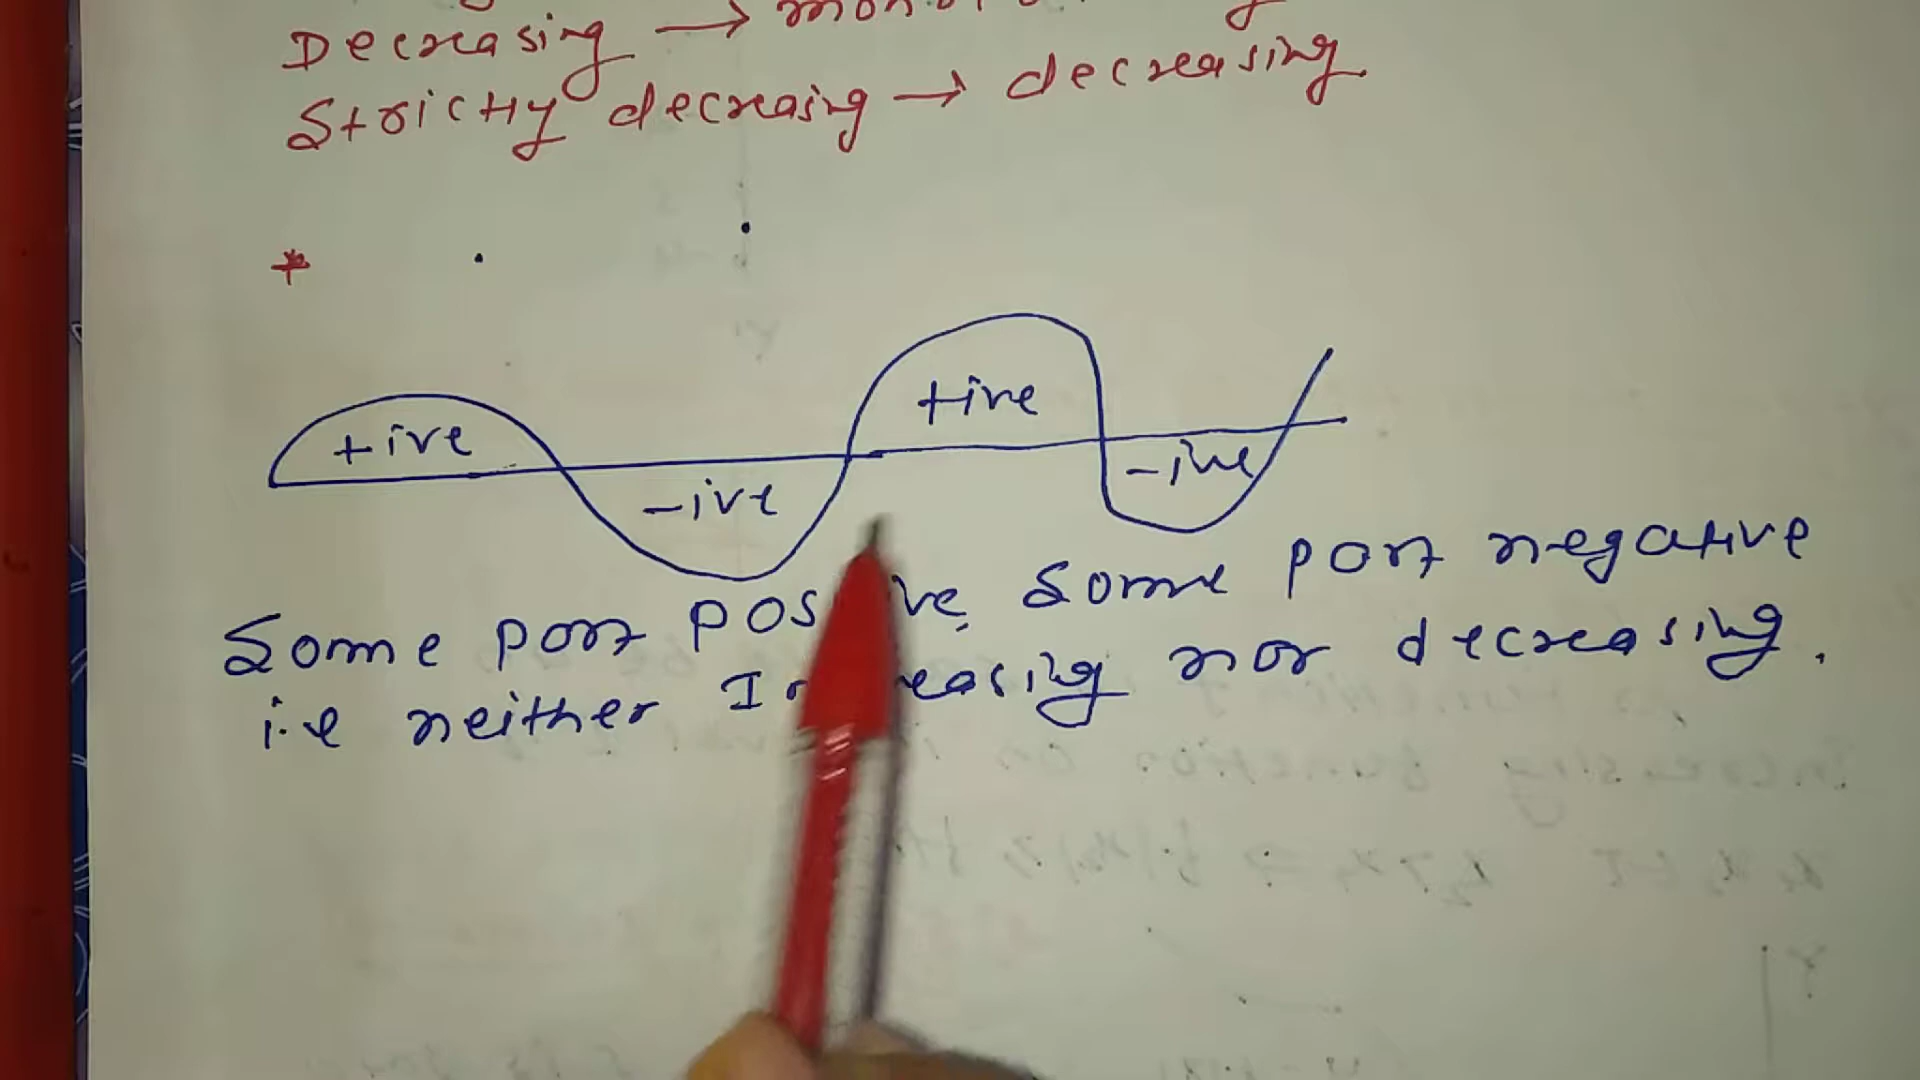 Decreasing →
Strictly decreasing → decreasing
*
+ive
-ive
+ive
-ive
Some part positive, some part negative
i.e neither Increasing nor decreasing.